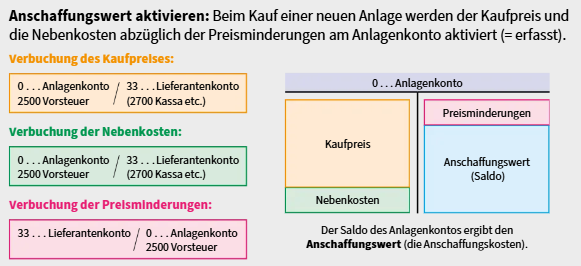 Anschaffungswert aktivieren: Beim Kauf einer neuen Anlage werden der Kaufpreis und
die Nebenkosten abzüglich der Preisminderungen am Anlagenkonto aktiviert (= erfasst).
Verbuchung des Kaufpreises:
0 . . . Anlagenkonto / 33 . . . Lieferantenkonto
2500 Vorsteuer (2700 Kassa etc.)
Verbuchung der Nebenkosten:
0 . . . Anlagenkonto / 33 . . . Lieferantenkonto
2500 Vorsteuer (2700 Kassa etc.)
Verbuchung der Preisminderungen:
33 . . . Lieferantenkonto / 0 . . . Anlagenkonto
2500 Vorsteuer
0 . . . Anlagenkonto
Kaufpreis
Nebenkosten
Preisminderungen
Anschaffungswert
(Saldo)
Der Saldo des Anlagenkontos ergibt den
Anschaffungswert (die Anschaffungskosten).